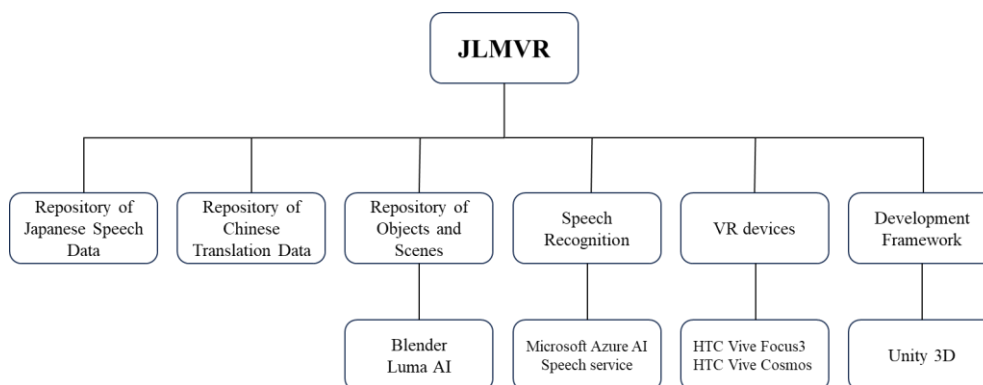 JLMVR
Repository of
Japanese Speech
Data
Repository of
Chinese
Translation Data
Repository of
Objects and
Scenes
Speech
Recognition
VR devices
Development
Framework
Blender
Luma AI
Microsoft Azure AI
Speech service
HTC Vive Focus3
HTC Vive Cosmos
Unity 3D